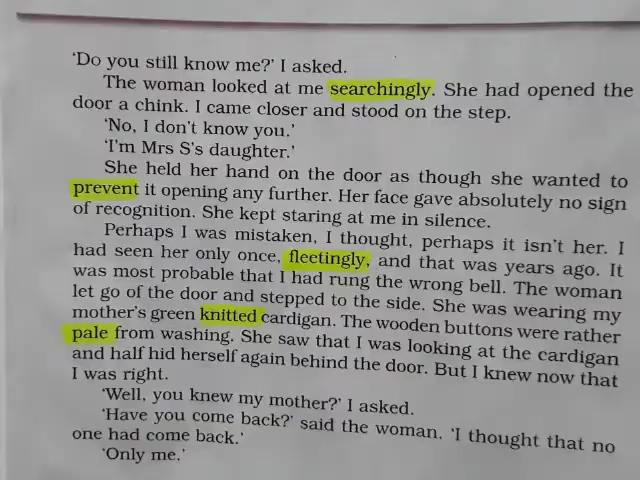 'Do you still know me?' I asked.
The woman looked at me searchingly. She had opened the
door a chink. I came closer and stood on the step.
'No, I don't know you.'
'I'm Mrs S's daughter.'
She held her hand on the door as though she wanted to
prevent it opening any further. Her face gave absolutely no sign
of recognition. She kept staring at me in silence.
Perhaps I was mistaken, I thought, perhaps it isn't her. I
had seen her only once, fleetingly, and that was years ago. It
was most probable that I had rung the wrong bell. The woman
let go of the door and stepped to the side. She was wearing my
mother's green knitted cardigan. The wooden buttons were rather
pale from washing. She saw that I was looking at the cardigan
and half hid herself again behind the door. But I knew now that
I was right.
'Well, you knew my mother?' I asked.
'Have you come back?' said the woman. 'I thought that no
one had come back.'
'Only me.'